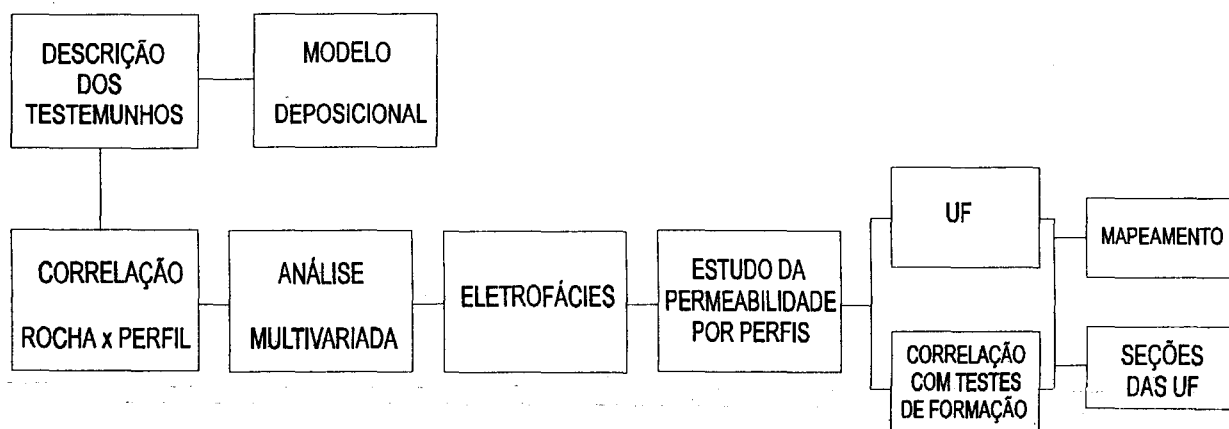 DESCRIÇÃO
DOS
TESTEMUNHOS
MODELO
DEPOSICIONAL
CORRELAÇÃO
ROCHA x PERFIL
ANÁLISE
MULTIVARIADA
ELETROFÁCIES
ESTUDO DA
PERMEABILIDADE
POR PERFIS
UF
CORRELAÇÃO
COM TESTES
DE FORMAÇÃO
MAPEAMENTO
SEÇÕES
DAS UF